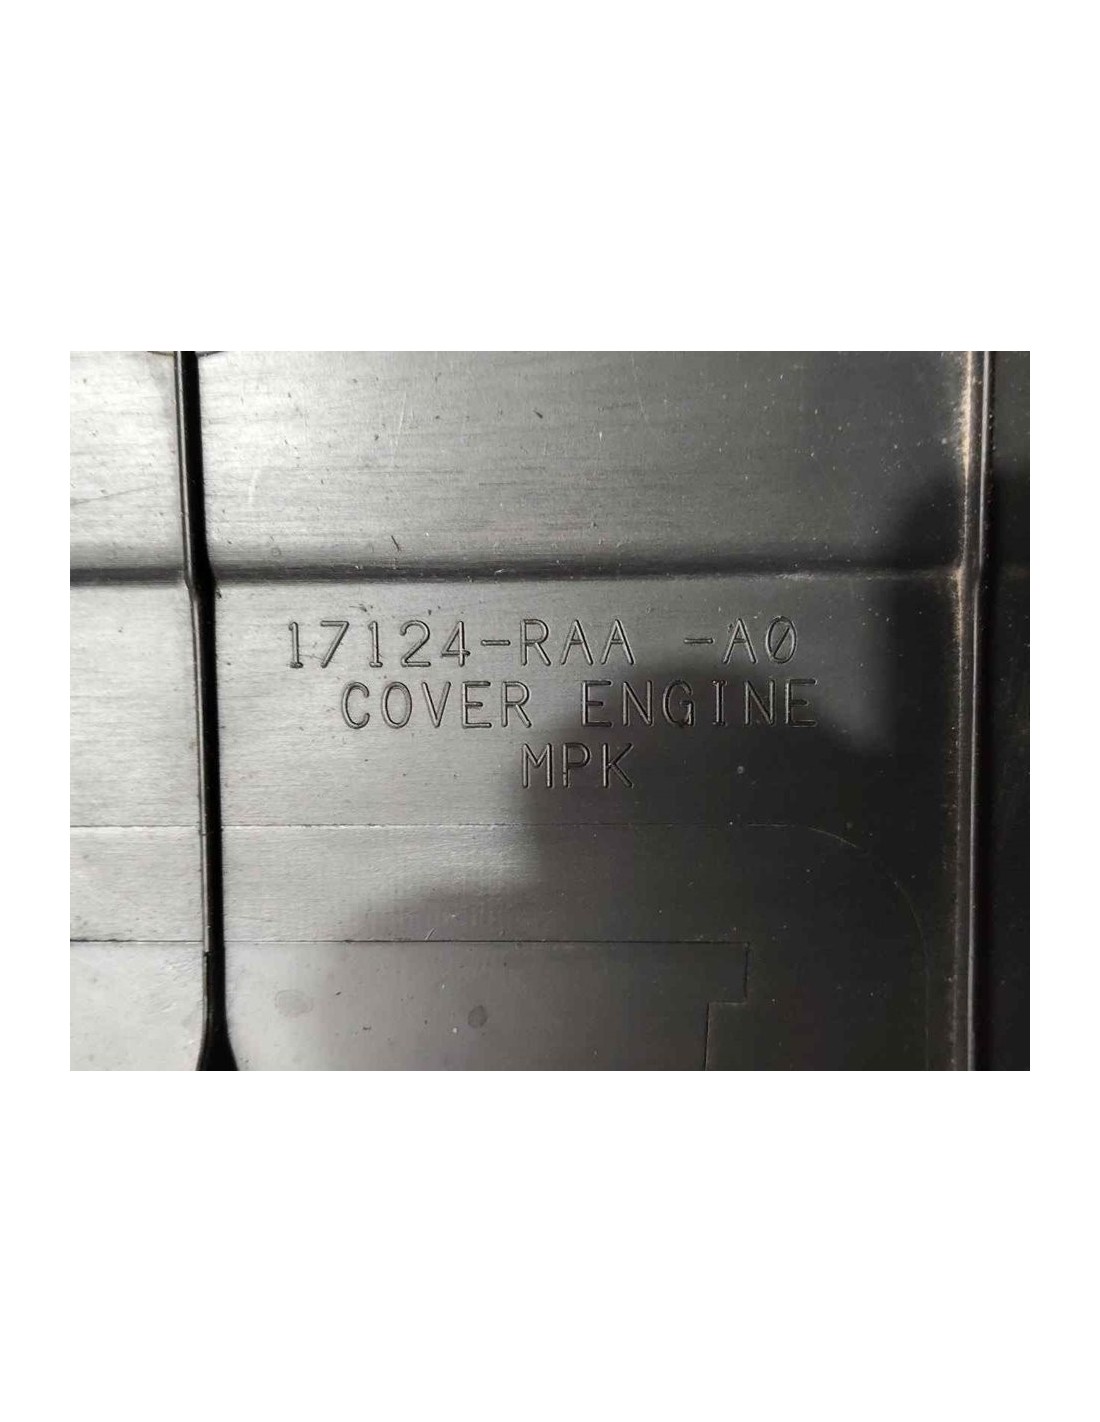 17124-RAA -A0
COVER ENGINE
MPK